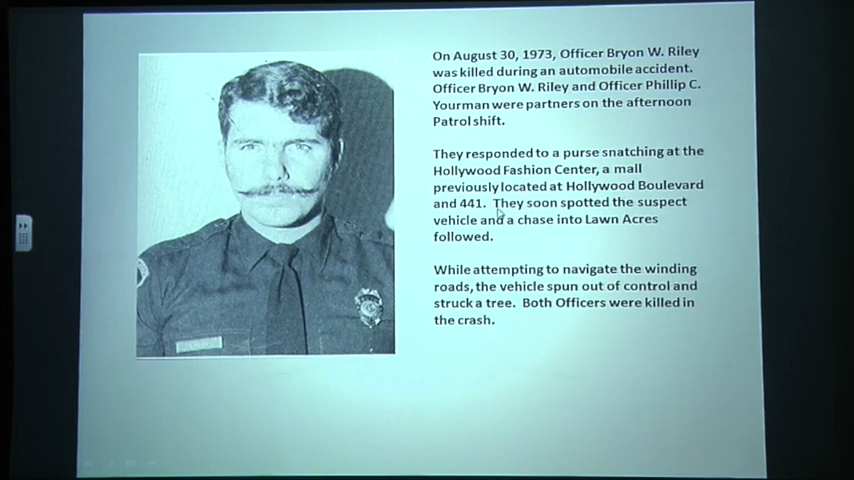 On August 30, 1973, Officer Bryon W. Riley
was killed during an automobile accident.
Officer Bryon W. Riley and Officer Phillip C.
Yourman were partners on the afternoon
Patrol shift.
They responded to a purse snatching at the
Hollywood Fashion Center, a mall
previously located at Hollywood Boulevard
and 441. They soon spotted the suspect
vehicle and a chase into Lawn Acres
followed.
While attempting to navigate the winding
roads, the vehicle spun out of control and
struck a tree. Both Officers were killed in
the crash.